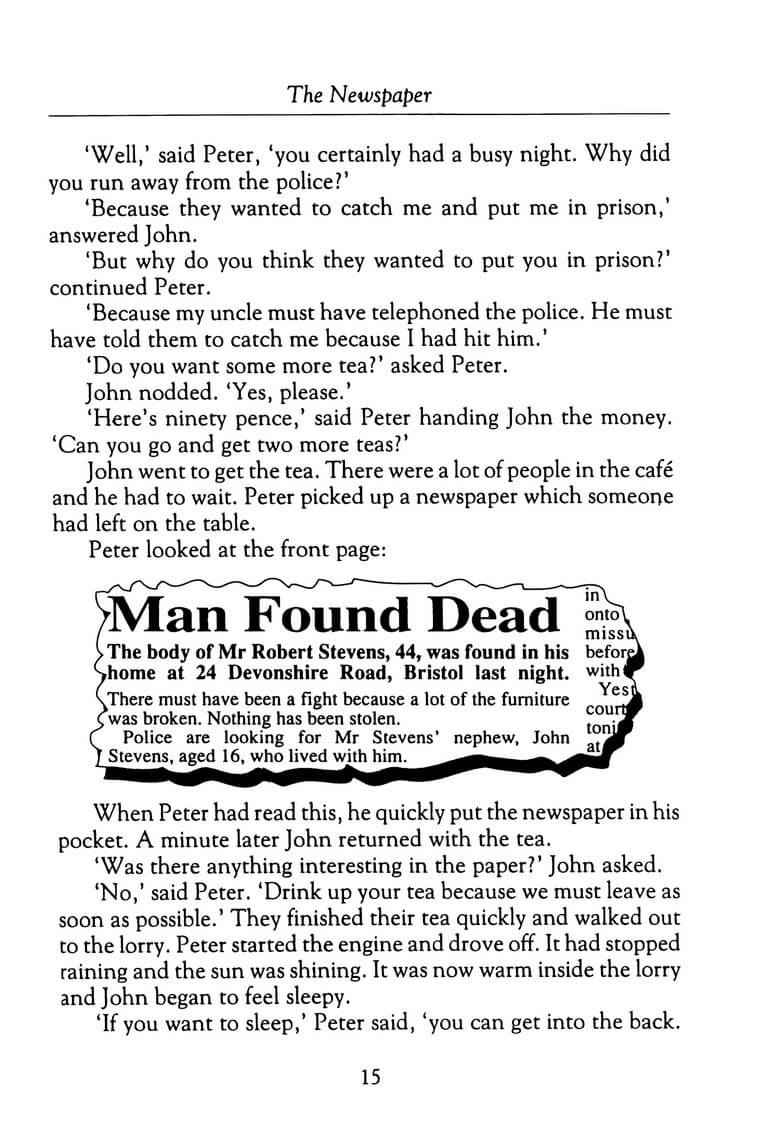 The Newspaper
‘Well,’ said Peter, ‘you certainly had a busy night. Why did
you run away from the police?’
‘Because they wanted to catch me and put me in prison,’
answered John.
‘But why do you think they wanted to put you in prison?’
continued Peter.
‘Because my uncle must have telephoned the police. He must
have told them to catch me because I had hit him.’
‘Do you want some more tea?’ asked Peter.
John nodded. ‘Yes, please.’
‘Here’s ninety pence,’ said Peter handing John the money.
‘Can you go and get two more teas?’
John went to get the tea. There were a lot of people in the café
and he had to wait. Peter picked up a newspaper which someone
had left on the table.
Peter looked at the front page:
Man Found Dead
The body of Mr Robert Stevens, 44, was found in his
home at 24 Devonshire Road, Bristol last night.
There must have been a fight because a lot of the furniture
was broken. Nothing has been stolen.
Police are looking for Mr Stevens’ nephew, John
Stevens, aged 16, who lived with him.
in
onto
missu
before
with
Yest
court
toni
at
When Peter had read this, he quickly put the newspaper in his
pocket. A minute later John returned with the tea.
‘Was there anything interesting in the paper?’ John asked.
‘No,’ said Peter. ‘Drink up your tea because we must leave as
soon as possible.’ They finished their tea quickly and walked out
to the lorry. Peter started the engine and drove off. It had stopped
raining and the sun was shining. It was now warm inside the lorry
and John began to feel sleepy.
‘If you want to sleep,’ Peter said, ‘you can get into the back.
15